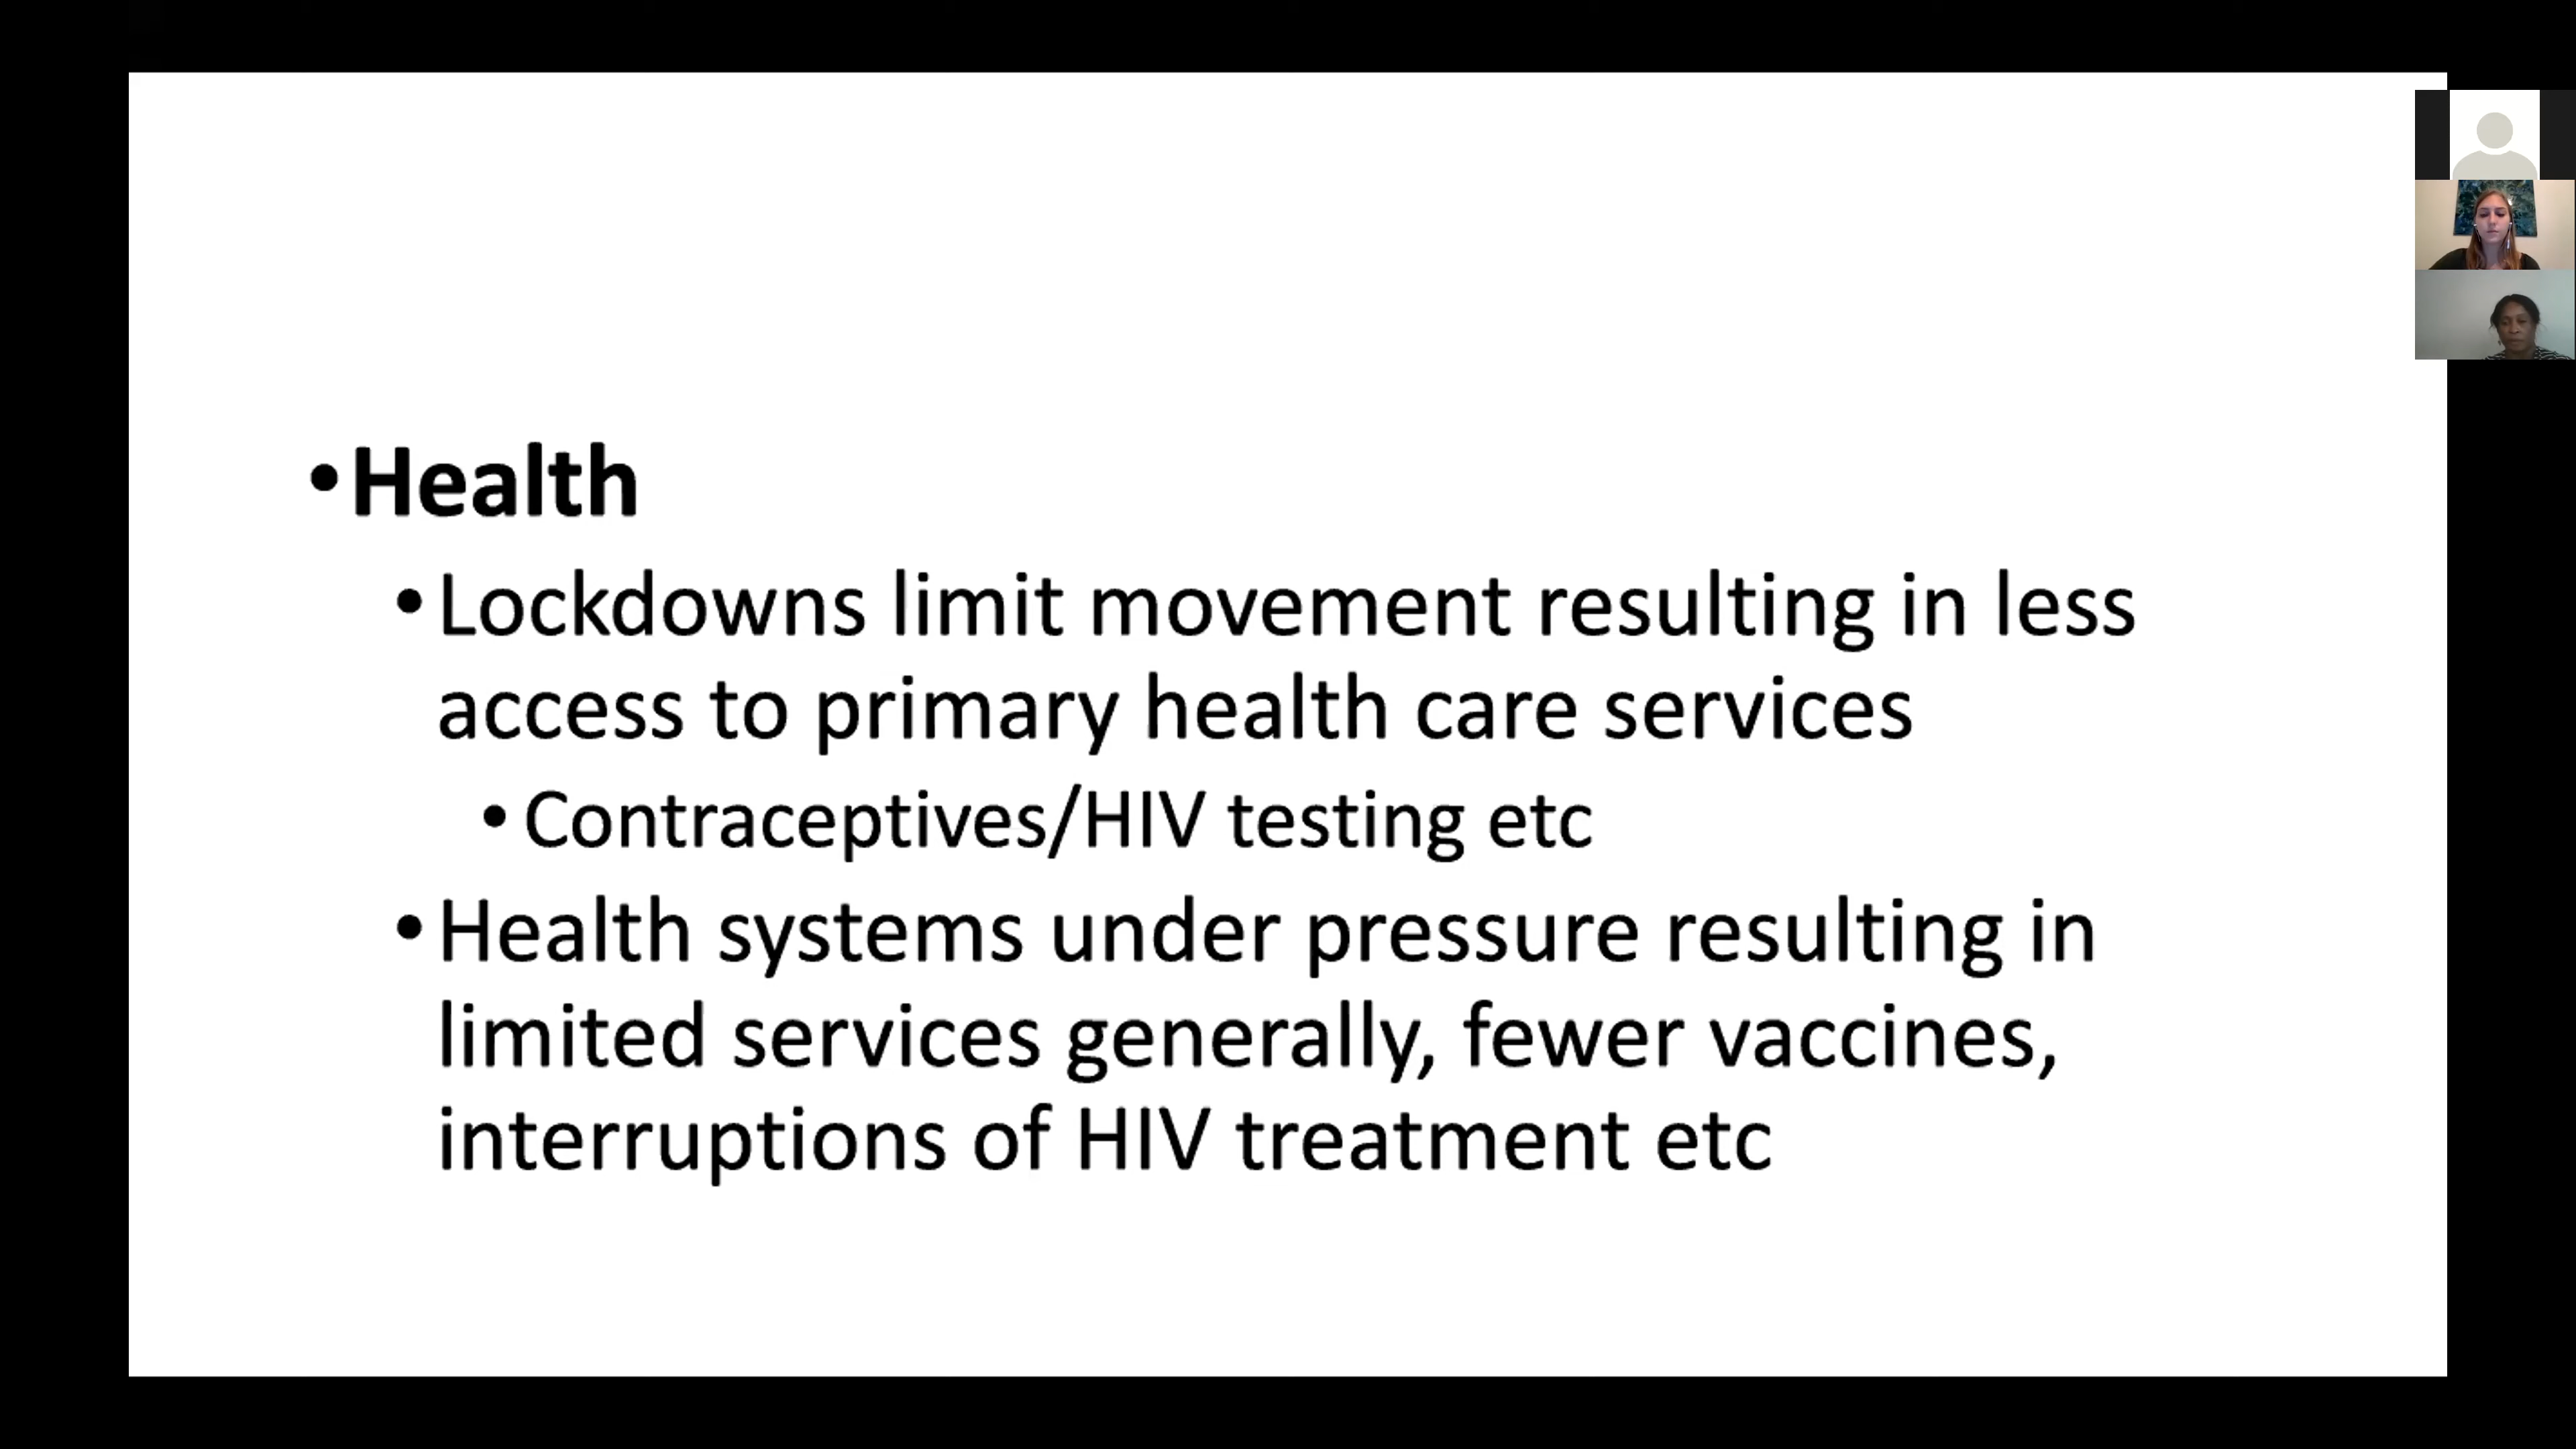 •Health
•Lockdowns limit movement resulting in less
access to primary health care services
•Contraceptives/HIV testing etc
•Health systems under pressure resulting in
limited services generally, fewer vaccines,
interruptions of HIV treatment etc